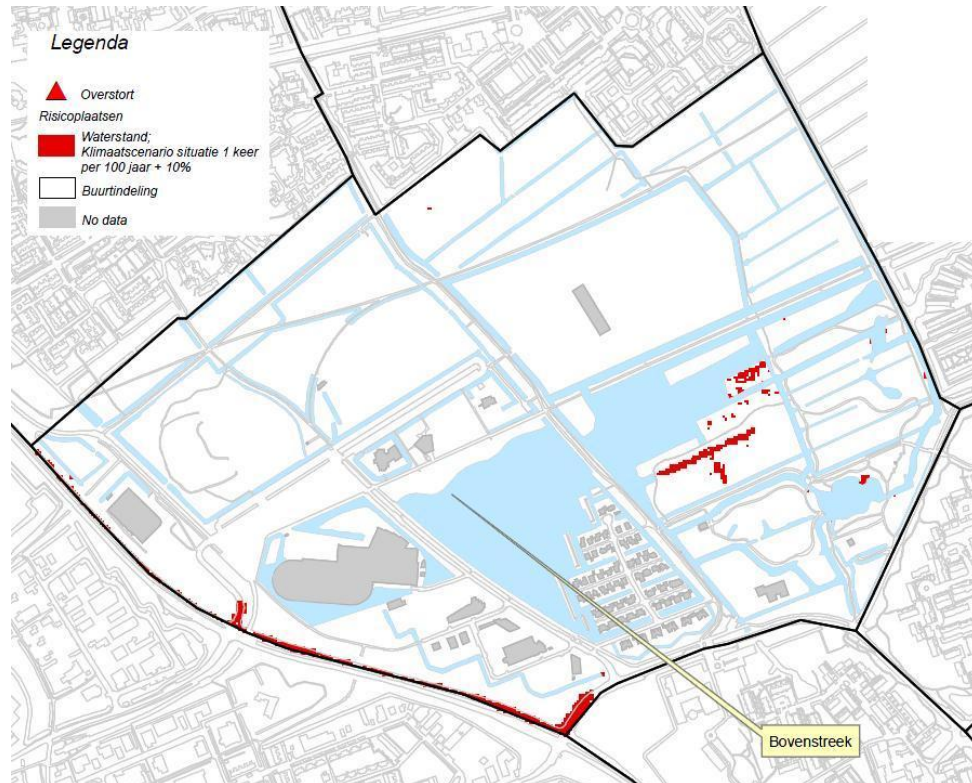 Legenda
Overstort
Risicoplaatsen
Waterstand;
Klimaatscenario situatie 1 keer
per 100 jaar + 10%
Buurtindeling
No data
Bovenstreek